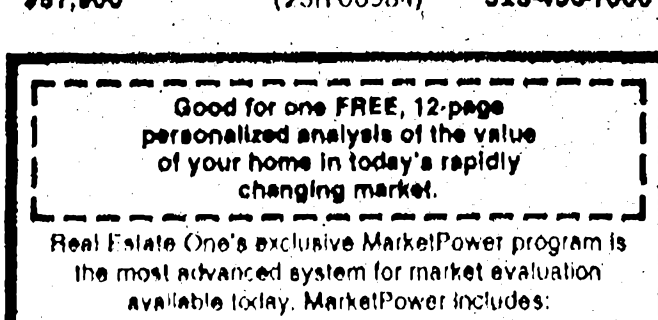 Good for one FREE, 12-page
personalized analysis of the value
of your home in today's rapidly
changing market.
Real Estate One's exclusive MarketPower program is
the most advanced system for market evaluation
available today. MarketPower includes: